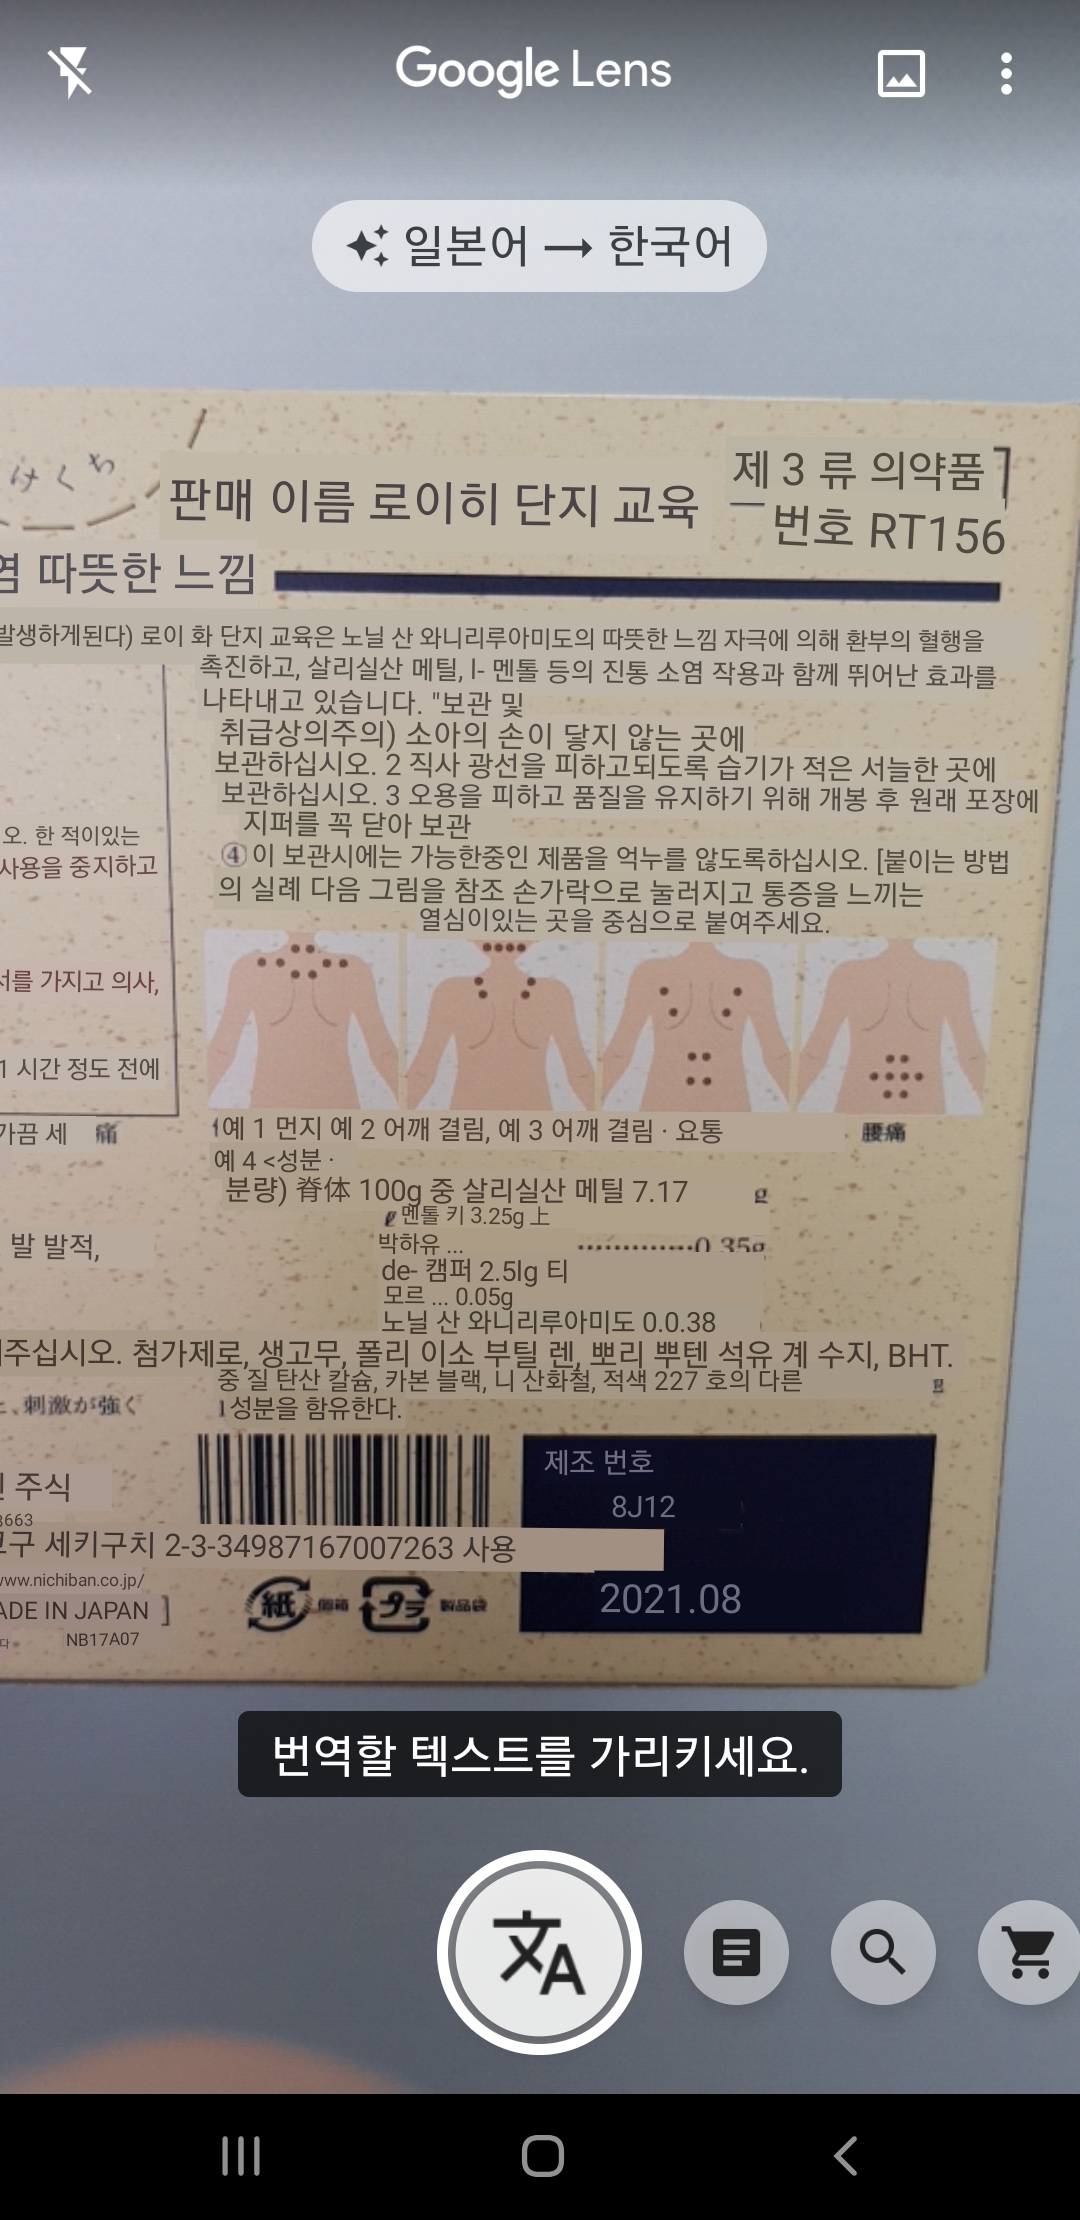 Google Lens
일본어 → 한국어
けくち
판매 이름 로이히 단지 교육
제 3 류 의약품
번호 RT156
염 따뜻한 느낌
발생하게된다) 로이 화 단지 교육은 노닐 산 와니리루아미도의 따뜻한 느낌 자극에 의해 환부의 혈행을
촉진하고, 살리실산 메틸, l- 멘톨 등의 진통 소염 작용과 함께 뛰어난 효과를
나타내고 있습니다. "보관 및
취급상의주의) 소아의 손이 닿지 않는 곳에
보관하십시오. 2 직사 광선을 피하고되도록 습기가 적은 서늘한 곳에
보관하십시오. 3 오용을 피하고 품질을 유지하기 위해 개봉 후 원래 포장에
지퍼를 꼭 닫아 보관
오. 한 적이있는
④이 보관시에는 가능한중인 제품을 억누를 않도록하십시오. [붙이는 방법
사용을 중지하고
의 실례 다음 그림을 참조 손가락으로 눌러지고 통증을 느끼는
열심이있는 곳을 중심으로 붙여주세요.
서를 가지고 의사,
1 시간 정도 전에
가끔 세 痛
예 1 먼지 예 2 어깨 결림, 예 3 어깨 결림 · 요통
腰痛
예 4 <성분 ·
분량) 脊体 100g 중 살리실산 메틸 7.17 g
ℓ 멘톨 키 3.25g 上
발 발적,
박하유 ... ·············0.35g
de- 캠퍼 2.5lg 티
모르 ... 0.05g
노닐 산 와니리루아미도 0.0.38
주십시오. 첨가제로, 생고무, 폴리 이소 부틸 렌, 뽀리 뿌텐 석유 계 수지, BHT.
중 질 탄산 칼슘, 카본 블랙, 니 산화철, 적색 227 호의 다른
、刺激が強く
성분을 함유한다.
제조 번호
주식
8J12
3663
구 세키구치 2-3-34987167007263 사용
www.nichiban.co.jp/
ADE IN JAPAN ]
紙 個箱 プラ 製品袋
2021.08
다
NB17A07
번역할 텍스트를 가리키세요.
文A